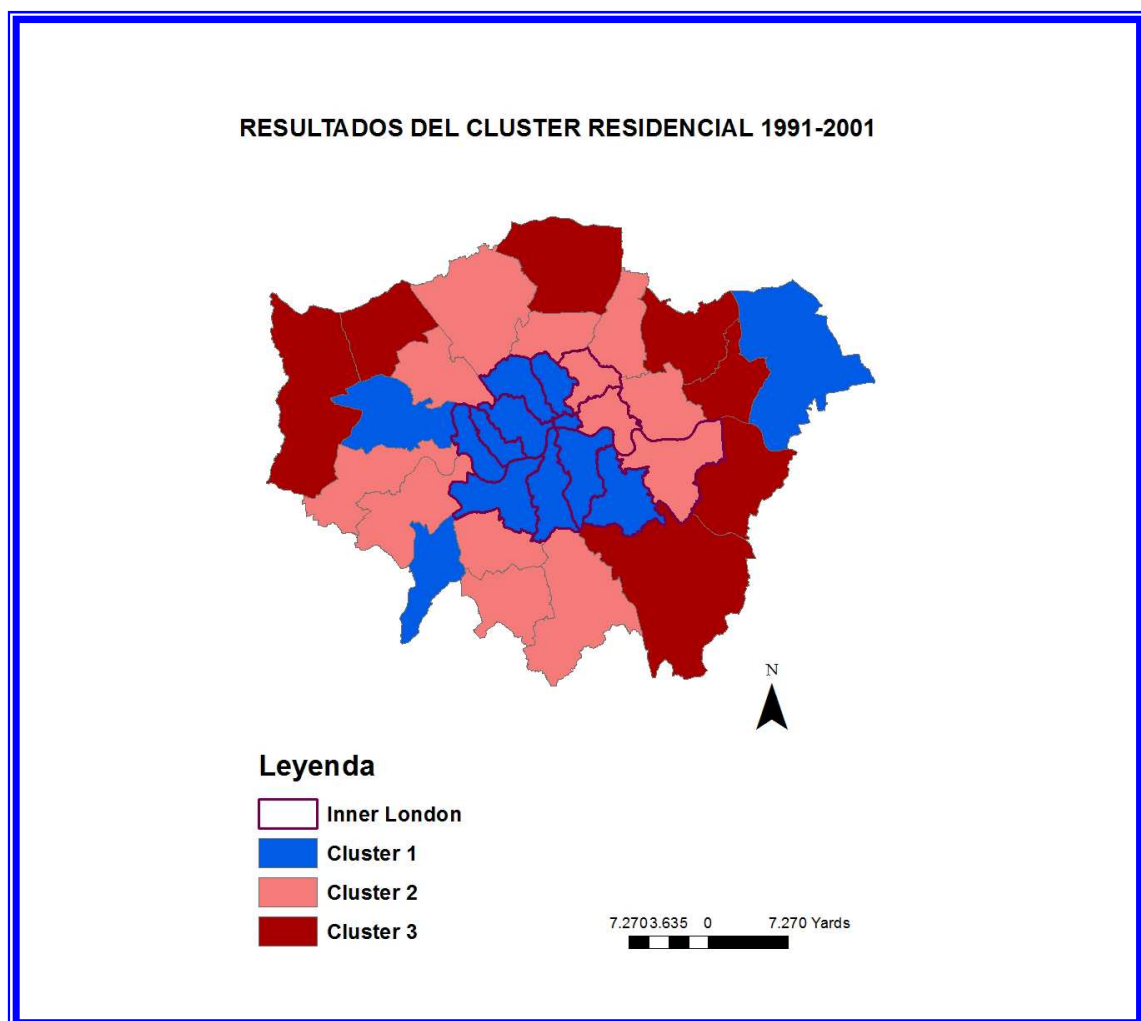 RESULTADOS DEL CLUSTER RESIDENCIAL 1991-2001
N
Leyenda
Inner London
Cluster 1
Cluster 2
Cluster 3
7.2703.635 0 7.270 Yards